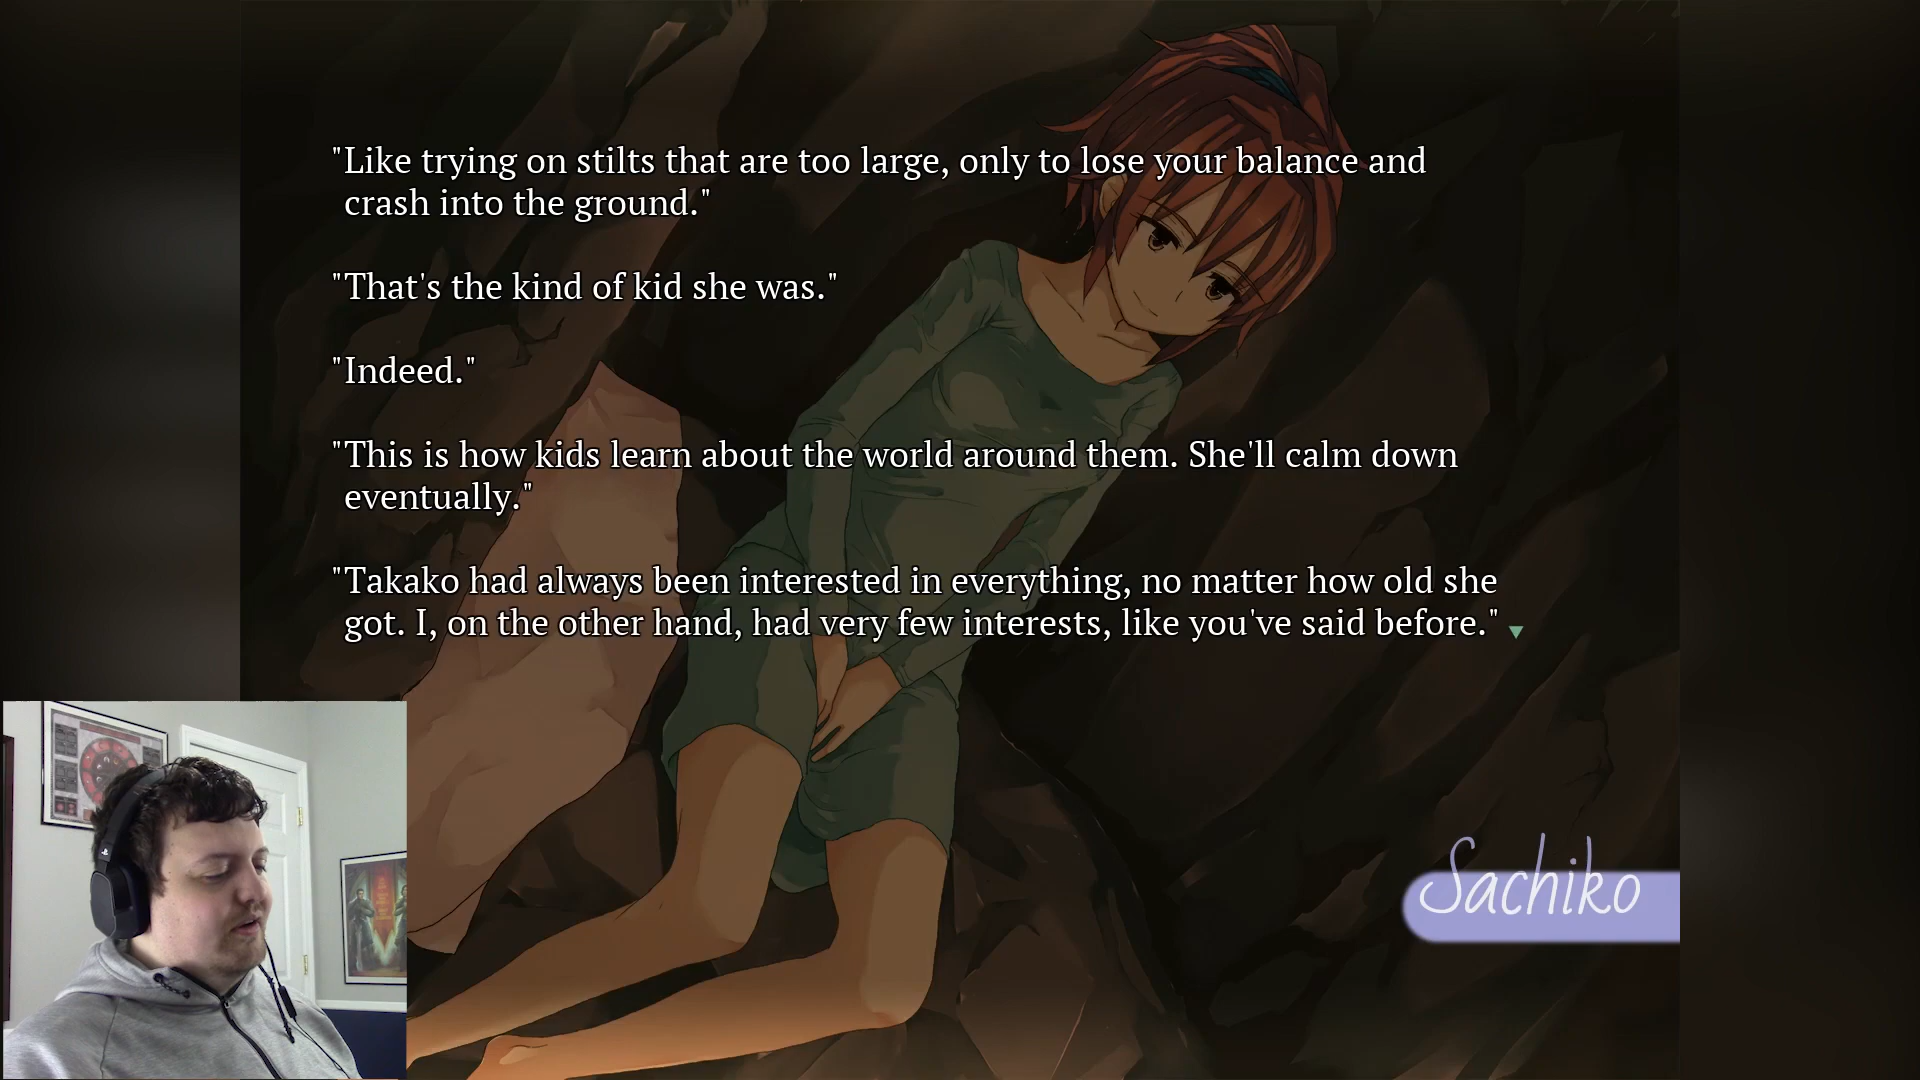 "Like trying on stilts that are too large, only to lose your balance and
crash into the ground."
"That's the kind of kid she was."
"Indeed."
"This is how kids learn about the world around them. She'll calm down
eventually."
"Takako had always been interested in everything, no matter how old she
got. I, on the other hand, had very few interests, like you've said before."
Sachiko